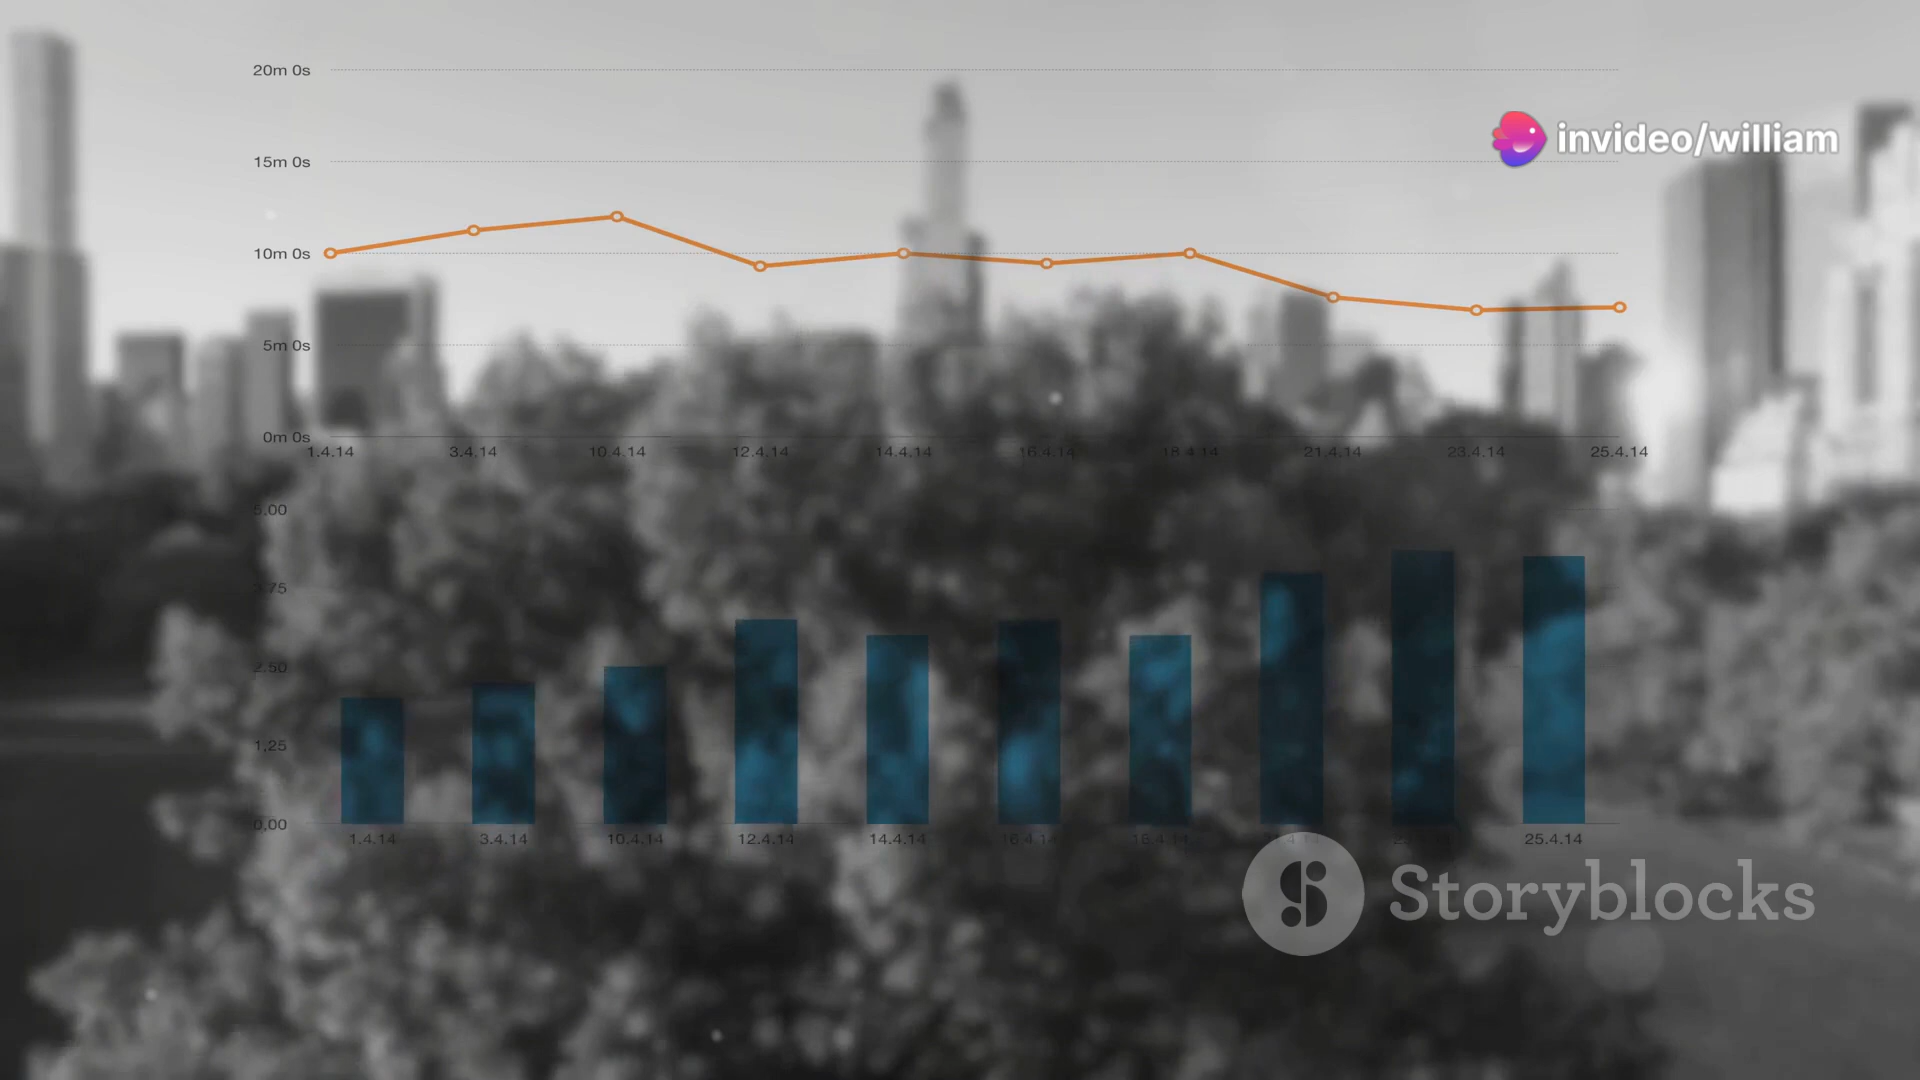 20m 0s
invideo/william
15m 0s
10m 0s
5m 0s
0m 0s
1.4.14 3.4.14 10.4.14 12.4.14 14.4.14 16.4.14 18.4.14 21.4.14 23.4.14 25.4.14
5,00
3,75
2,50
1,25
0,00
1.4.14 3.4.14 10.4.14 12.4.14 14.4.14 16.4.14 18.4.14 25.4.14
Storyblocks